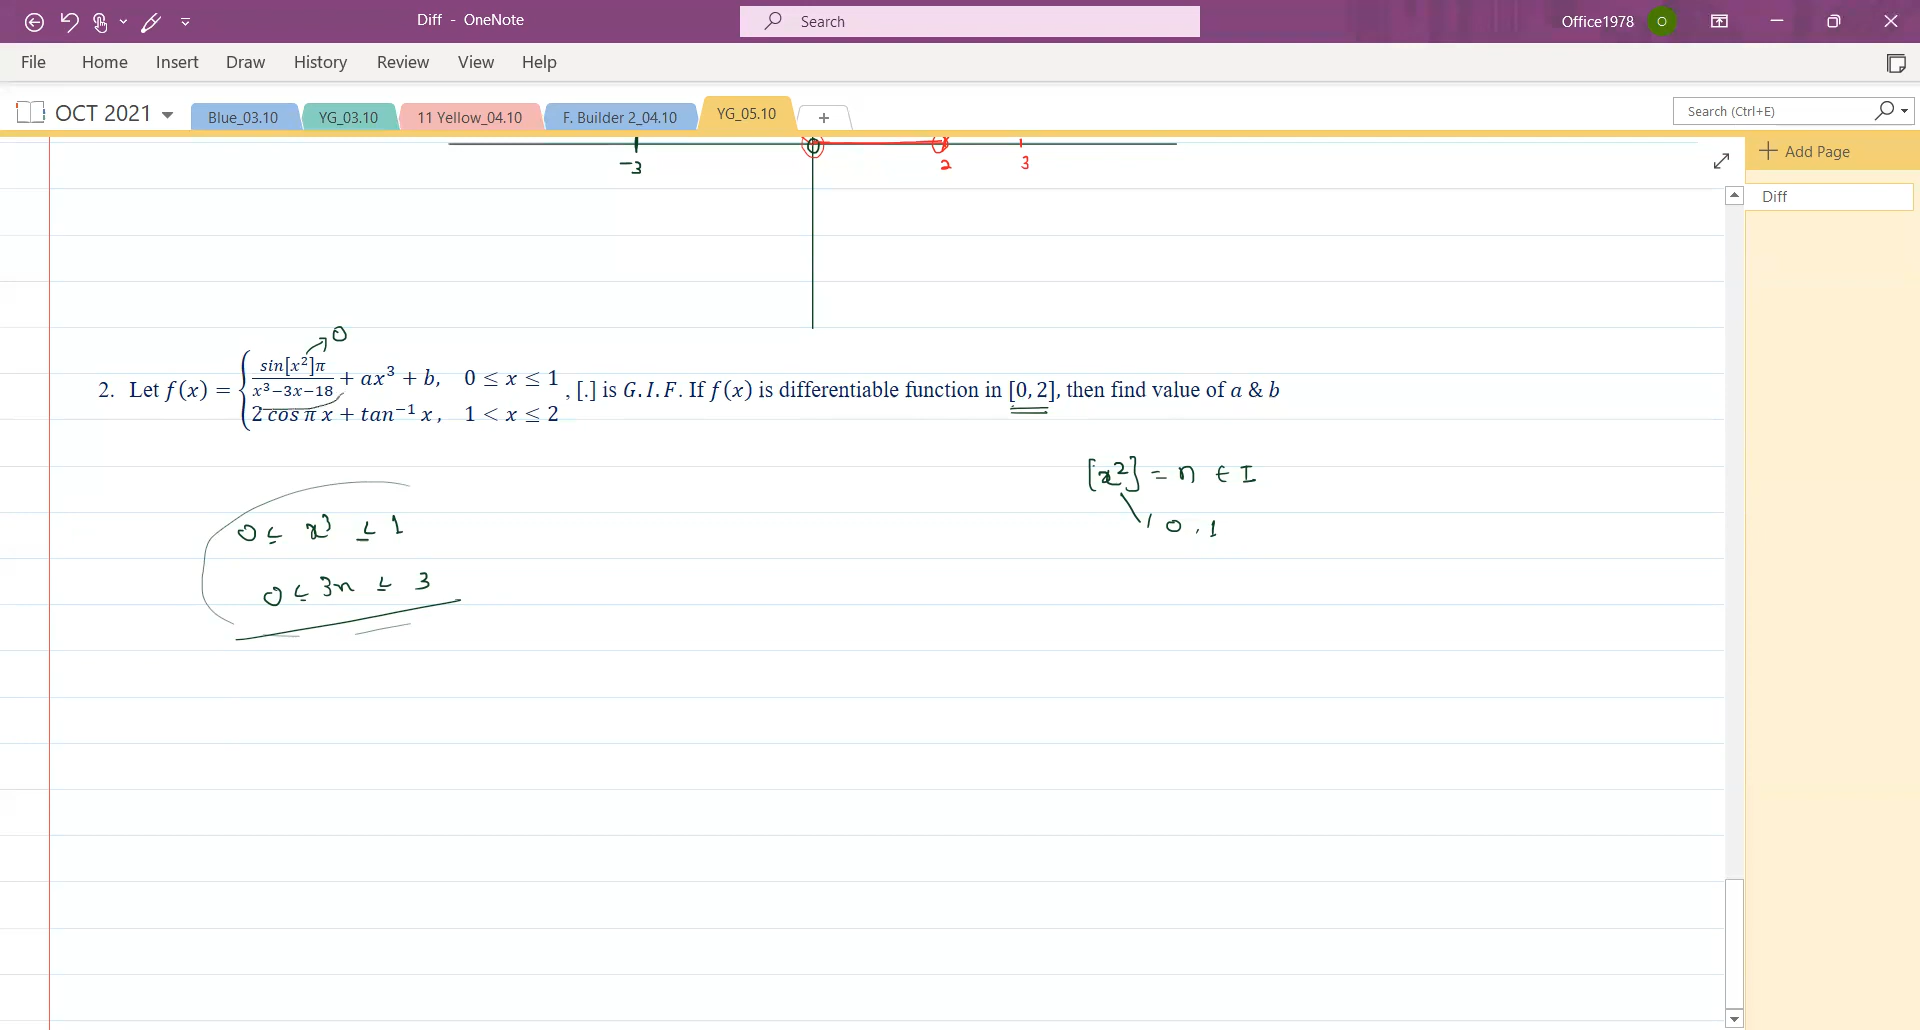 Diff - OneNote
Search
Office1978 O
File Home Insert Draw History Review View Help
OCT 2021 Blue_03.10 YG_03.10 11 Yellow_04.10 F. Builder 2_04.10 YG_05.10 +
Search (Ctrl+E)
Add Page
Diff
-3 0 2 3
0
2. Let f(x) = { sin[x²]π / x³−3x−18 + ax³ + b, 0 ≤ x ≤ 1
2 cos π x + tan⁻¹ x, 1 < x ≤ 2 , [.] is G.I.F. If f(x) is differentiable function in [0, 2], then find value of a & b
[x²] = n ∈ I
0, 1
0 ≤ x³ ≤ 1
0 ≤ 3x ≤ 3